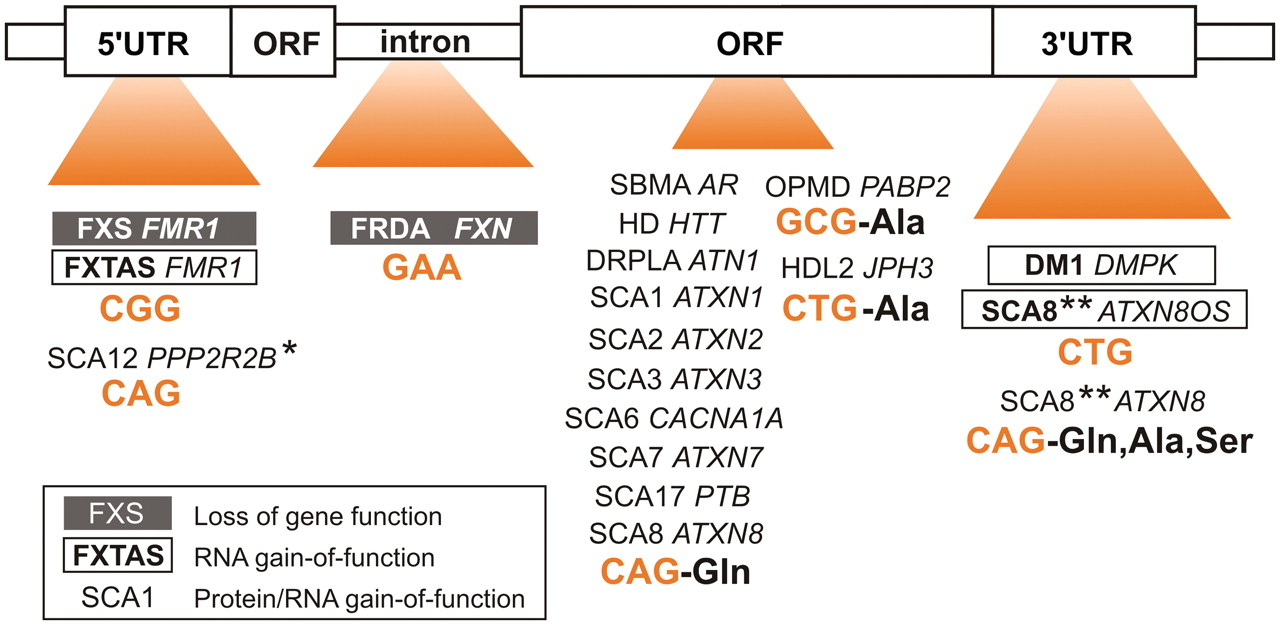 5'UTR ORF intron ORF 3'UTR
FXS FMR1
FXTAS FMR1
CGG
SCA12 PPP2R2B*
CAG
FRDA FXN
GAA
SBMA AR
HD HTT
DRPLA ATN1
SCA1 ATXN1
SCA2 ATXN2
SCA3 ATXN3
SCA6 CACNA1A
SCA7 ATXN7
SCA17 PTB
SCA8 ATXN8
CAG-Gln
OPMD PABP2
GCG-Ala
HDL2 JPH3
CTG-Ala
DM1 DMPK
SCA8** ATXN8OS
CTG
SCA8** ATXN8
CAG-Gln,Ala,Ser
FXS Loss of gene function
FXTAS RNA gain-of-function
SCA1 Protein/RNA gain-of-function